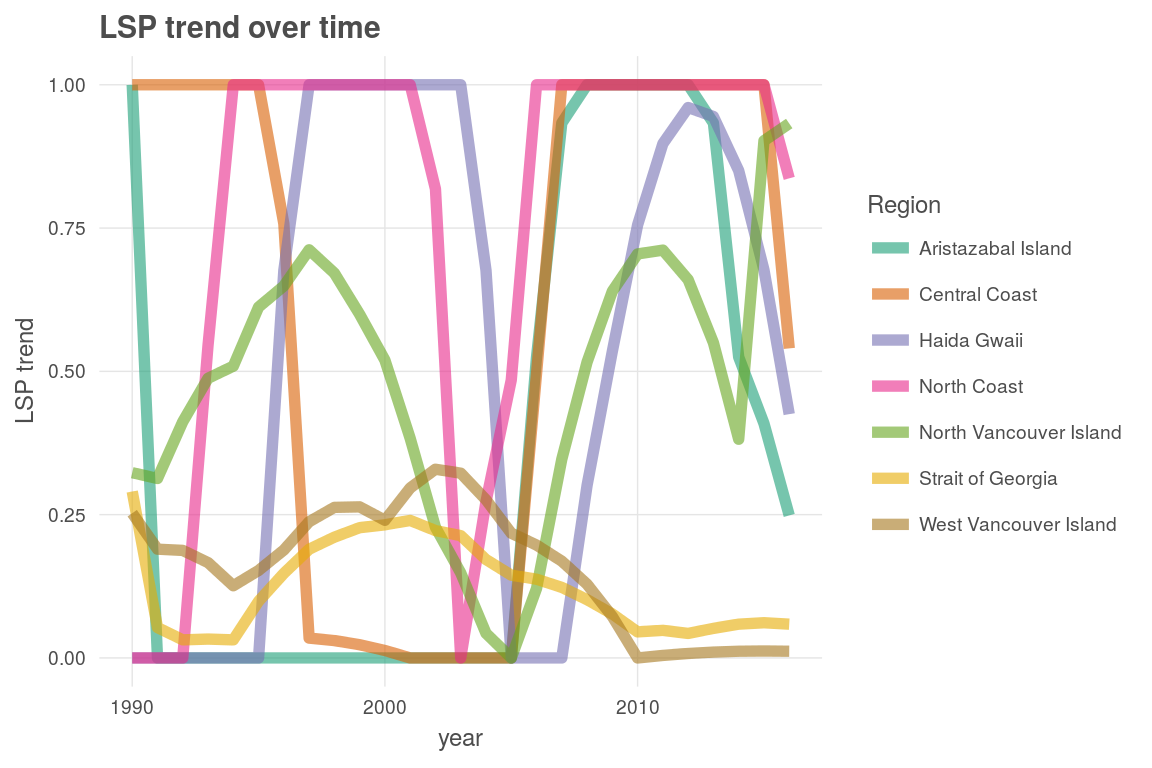 LSP trend over time
LSP trend
1.00
0.75
0.50
0.25
0.00
1990
2000
2010
year
Region
Aristazabal Island
Central Coast
Haida Gwaii
North Coast
North Vancouver Island
Strait of Georgia
West Vancouver Island